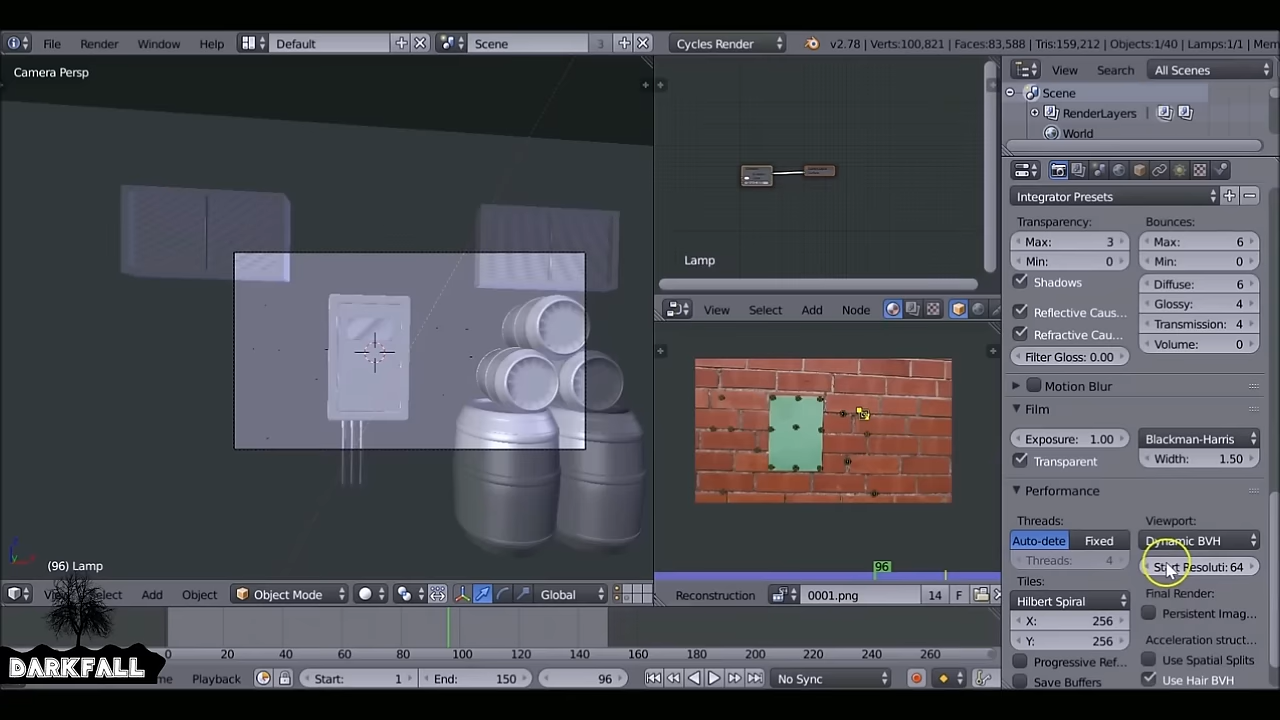 File Render Window Help Default Scene 3 Cycles Render v2.78 | Verts:100,821 | Faces:83,588 | Tris:159,212 | Objects:1/40 | Lamps:1/1 |
Camera Persp
View Search All Scenes
Scene
RenderLayers
World
Integrator Presets
Transparency: Bounces:
Max: 3 Max: 6
Min: 0 Min: 0
Shadows Diffuse: 6
Reflective Caus... Glossy: 4
Refractive Cau... Transmission: 4
Filter Gloss: 0.00 Volume: 0
Motion Blur
Film
Exposure: 1.00 Blackman-Harris
Transparent Width: 1.50
Performance
Threads: Viewport:
Auto-dete Fixed Dynamic BVH
Threads: 4 Start Resoluti: 64
Tiles: Final Render:
Hilbert Spiral Persistent Imag...
X: 256
Y: 256 Acceleration struct...
Progressive Ref... Use Spatial Splits
Save Buffers Use Hair BVH
Lamp
View Select Add Node
96
Reconstruction 0001.png 14 F
(96) Lamp
Add Object Object Mode Global
0 20 40 60 80 100 120 140 160 180 200 220 240 260
Playback Start: 1 End: 150 96 No Sync
DARKFALL